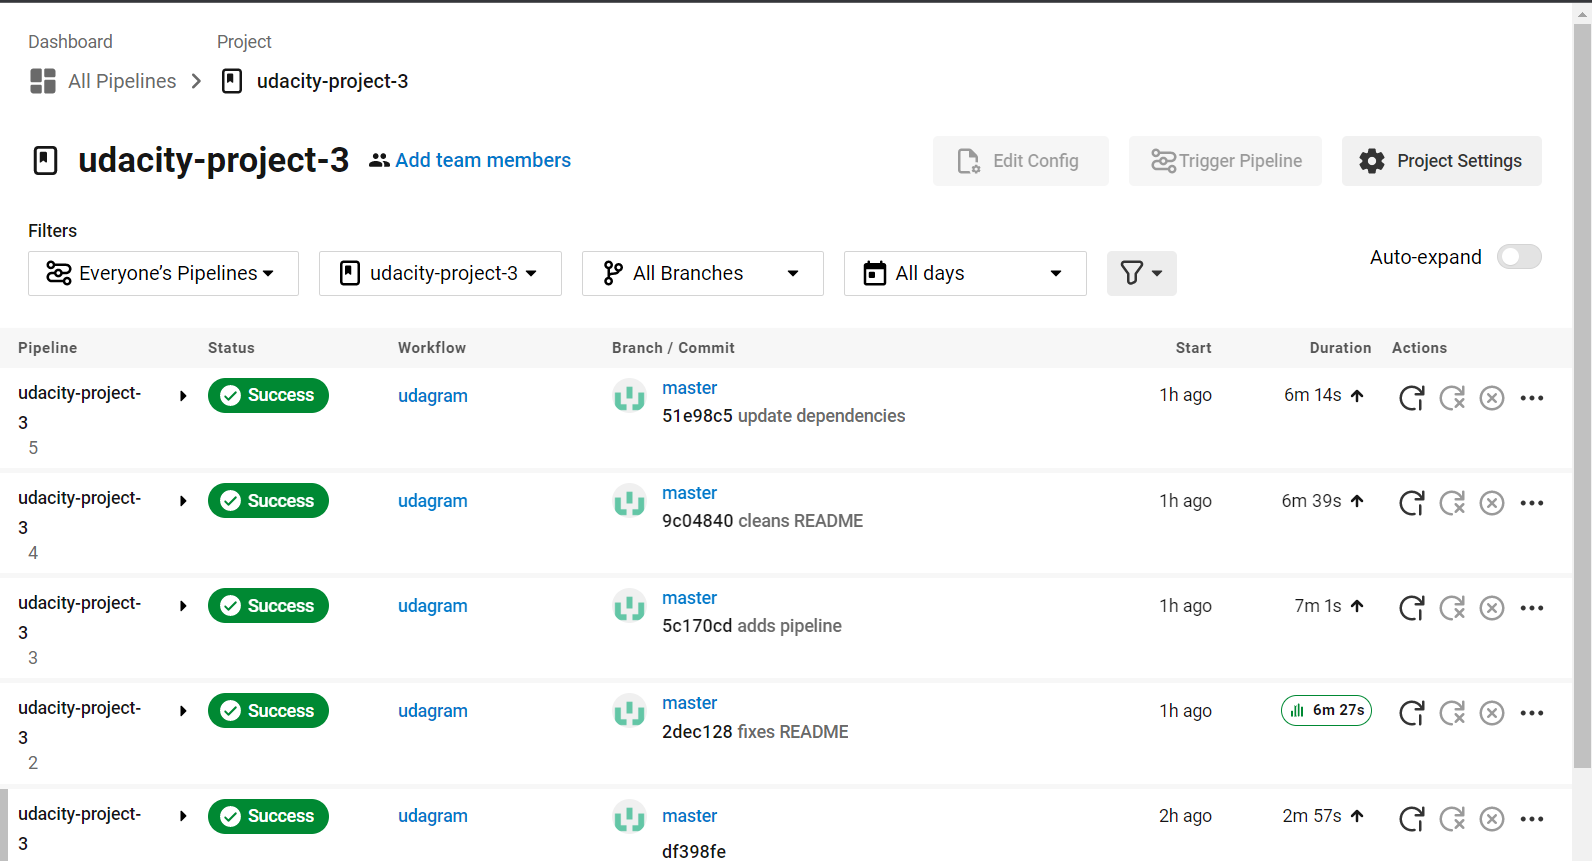 Dashboard Project
All Pipelines udacity-project-3
udacity-project-3 Add team members Edit Config Trigger Pipeline Project Settings
Filters
Everyone’s Pipelines udacity-project-3 All Branches All days Auto-expand
Pipeline Status Workflow Branch / Commit Start Duration Actions
udacity-project- Success udagram master 1h ago 6m 14s
3 51e98c5 update dependencies
5
udacity-project- Success udagram master 1h ago 6m 39s
3 9c04840 cleans README
4
udacity-project- Success udagram master 1h ago 7m 1s
3 5c170cd adds pipeline
3
udacity-project- Success udagram master 1h ago 6m 27s
3 2dec128 fixes README
2
udacity-project- Success udagram master 2h ago 2m 57s
3 df398fe